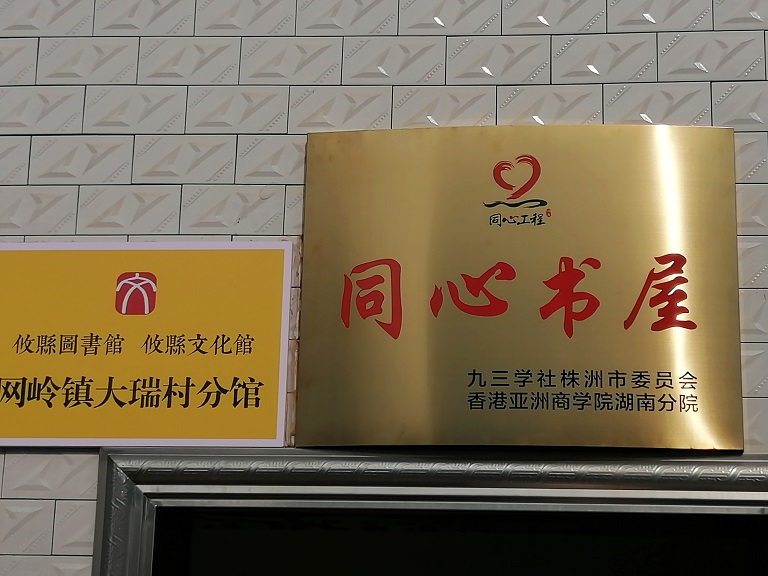 攸縣圖書館 攸縣文化館
网岭镇大瑞村分馆
同心工程
同心书屋
九三学社株洲市委员会
香港亚洲商学院湖南分院